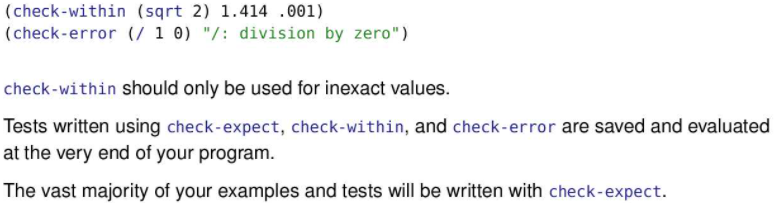 (check-within (sqrt 2) 1.414 .001)
(check-error (/ 1 0) "/: division by zero")
check-within should only be used for inexact values.
Tests written using check-expect, check-within, and check-error are saved and evaluated
at the very end of your program.
The vast majority of your examples and tests will be written with check-expect.